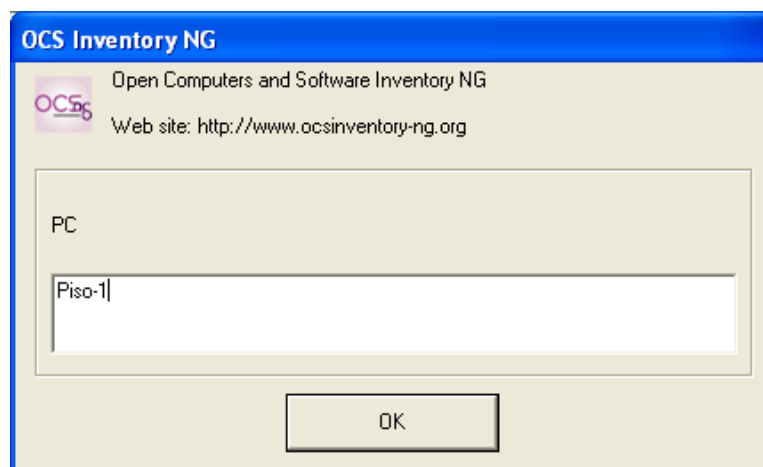 OCS Inventory NG
Open Computers and Software Inventory NG
OCSNG
Web site: http://www.ocsinventory-ng.org
PC
Piso-1
OK